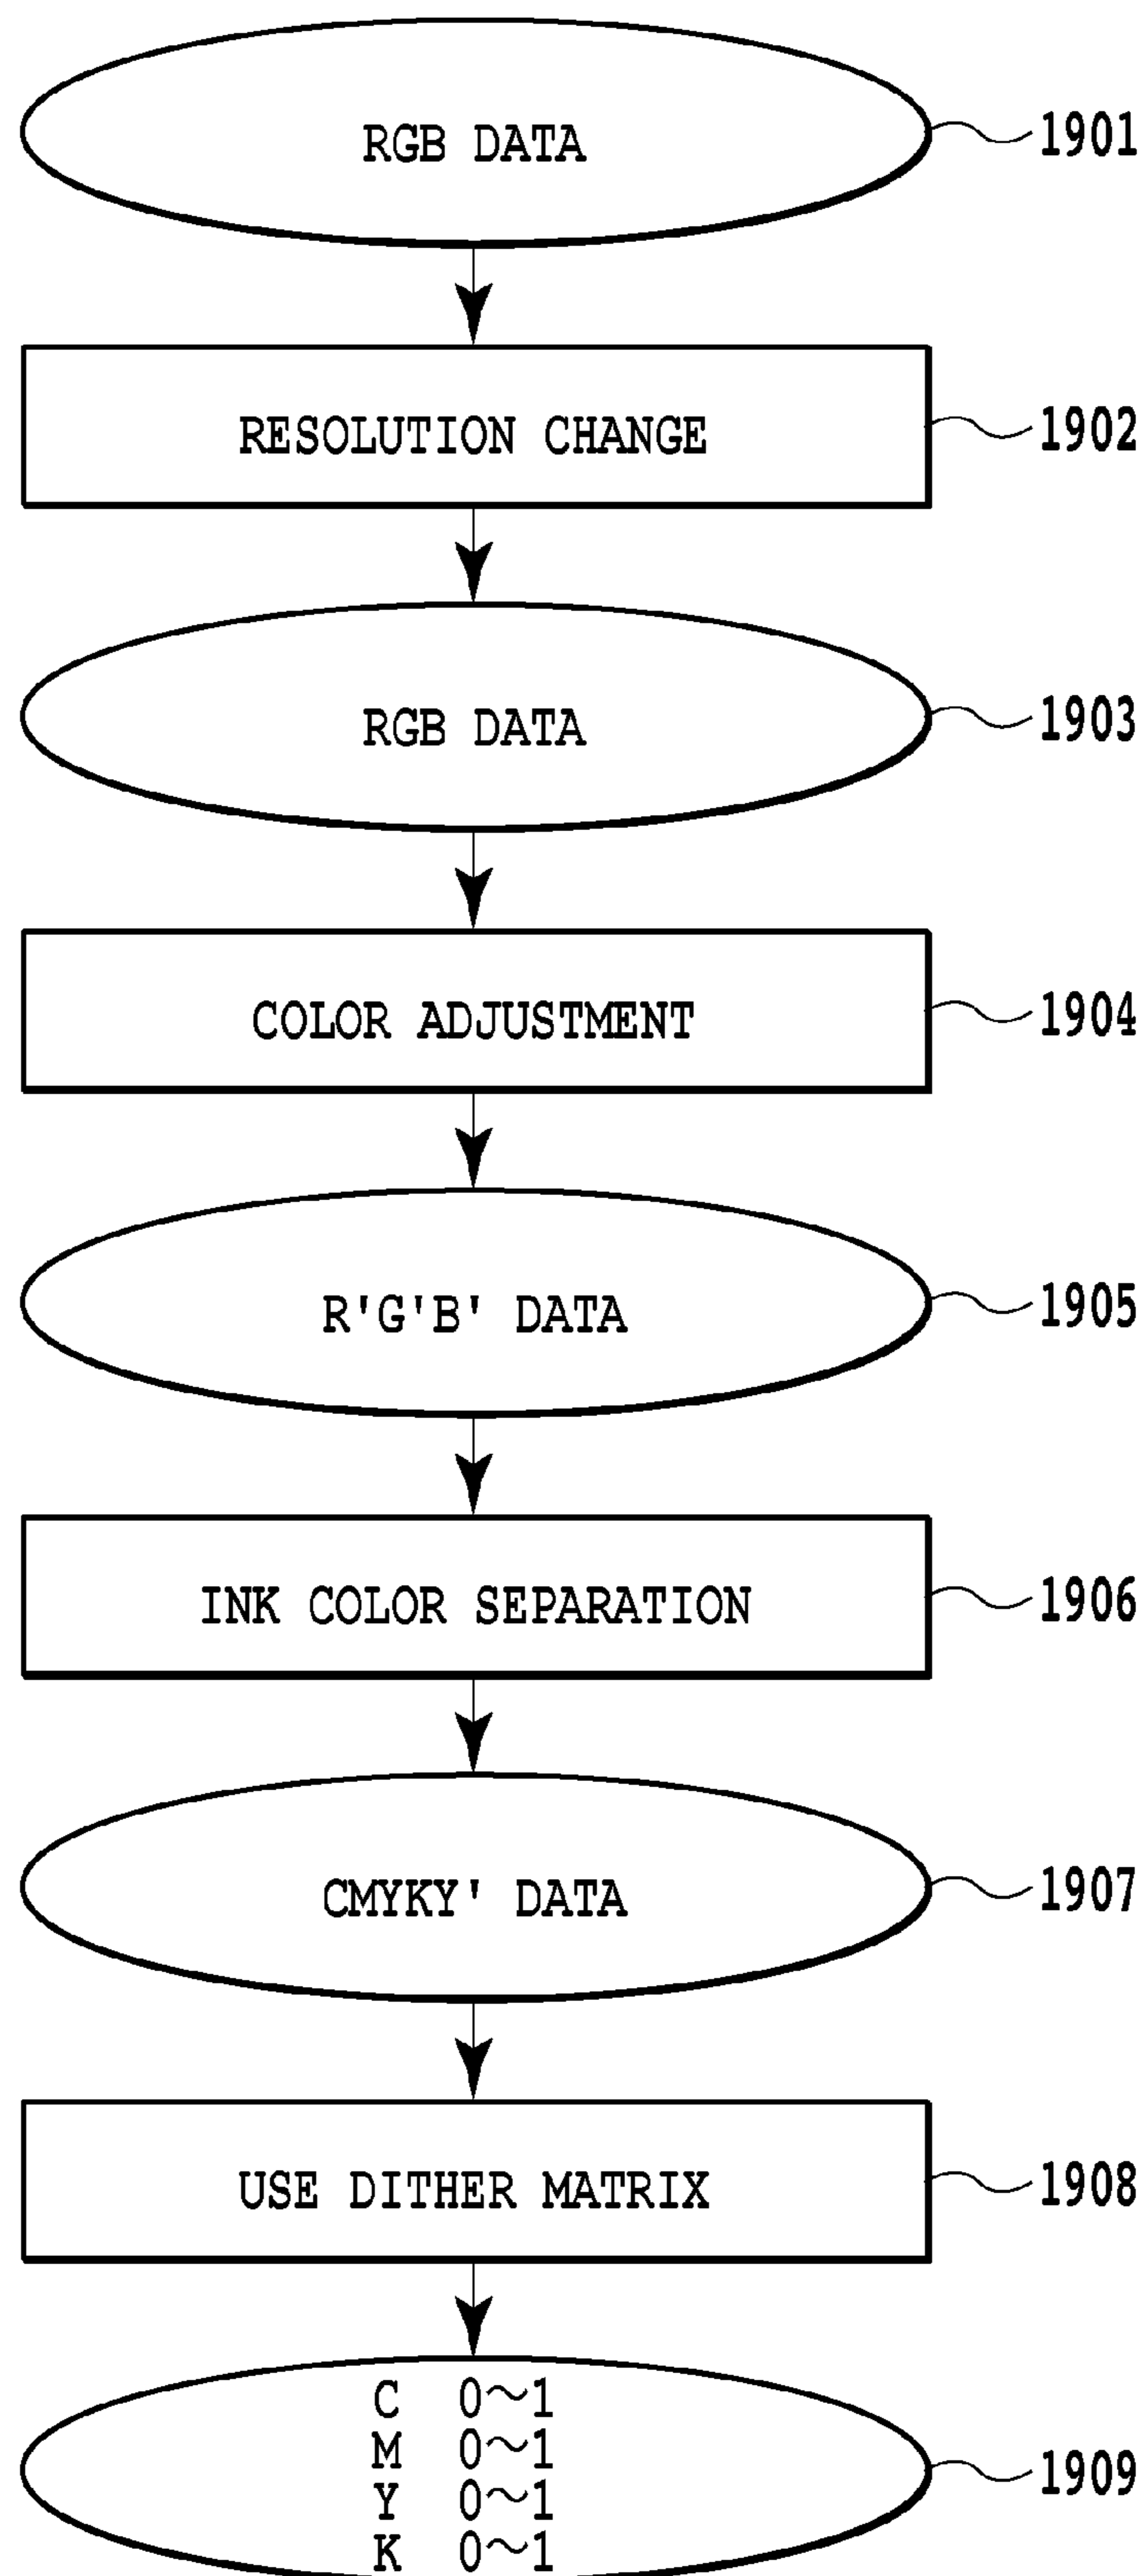 RGB DATA 1901
RESOLUTION CHANGE 1902
RGB DATA 1903
COLOR ADJUSTMENT 1904
R'G'B' DATA 1905
INK COLOR SEPARATION 1906
CMYKY' DATA 1907
USE DITHER MATRIX 1908
C 0~1
M 0~1
1909
Y 0~1
K 0~1